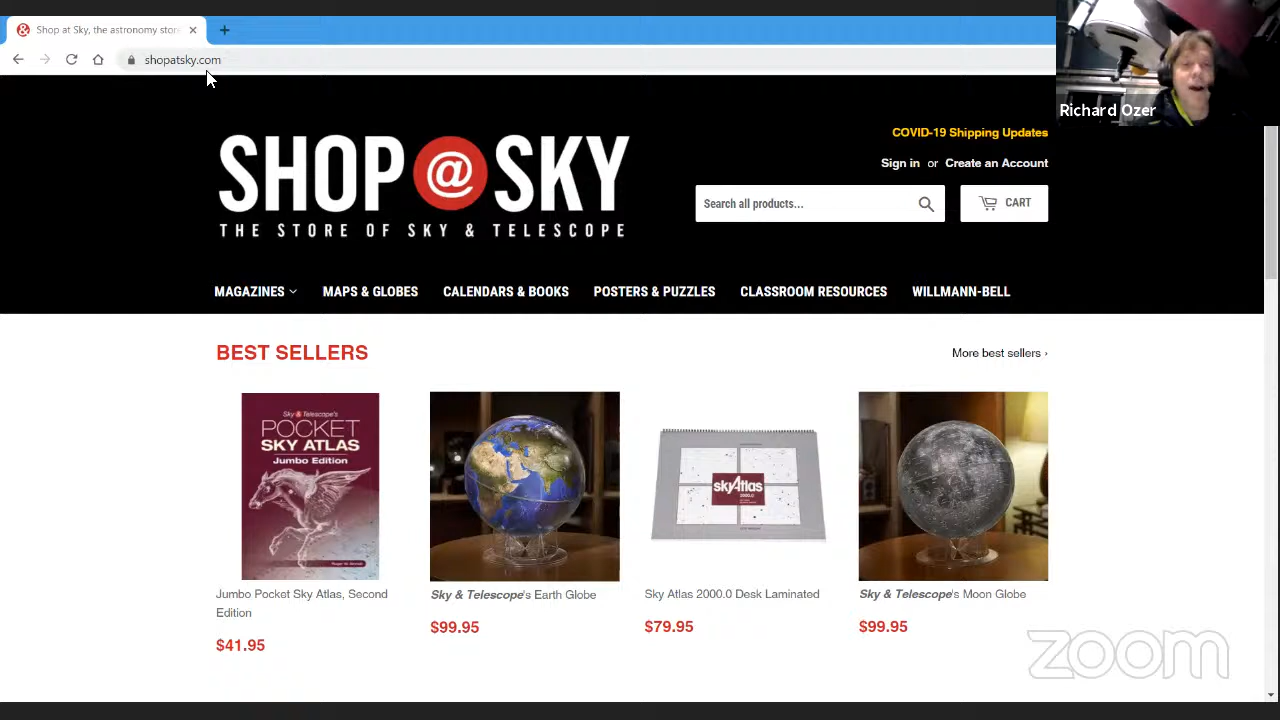 Shop at Sky, the astronomy stor
shopatsky.com
Richard Ozer
COVID-19 Shipping Updates
Sign in or Create an Account
SHOP @ SKY
THE STORE OF SKY & TELESCOPE
Search all products...
CART
MAGAZINES
MAPS & GLOBES
CALENDARS & BOOKS
POSTERS & PUZZLES
CLASSROOM RESOURCES
WILLMANN-BELL
BEST SELLERS
More best sellers ›
Sky & Telescope's
POCKET
SKY ATLAS
Jumbo Edition
skyAtlas
2000.0
Jumbo Pocket Sky Atlas, Second
Edition
$41.95
Sky & Telescope's Earth Globe
$99.95
Sky Atlas 2000.0 Desk Laminated
$79.95
Sky & Telescope's Moon Globe
$99.95
zoom